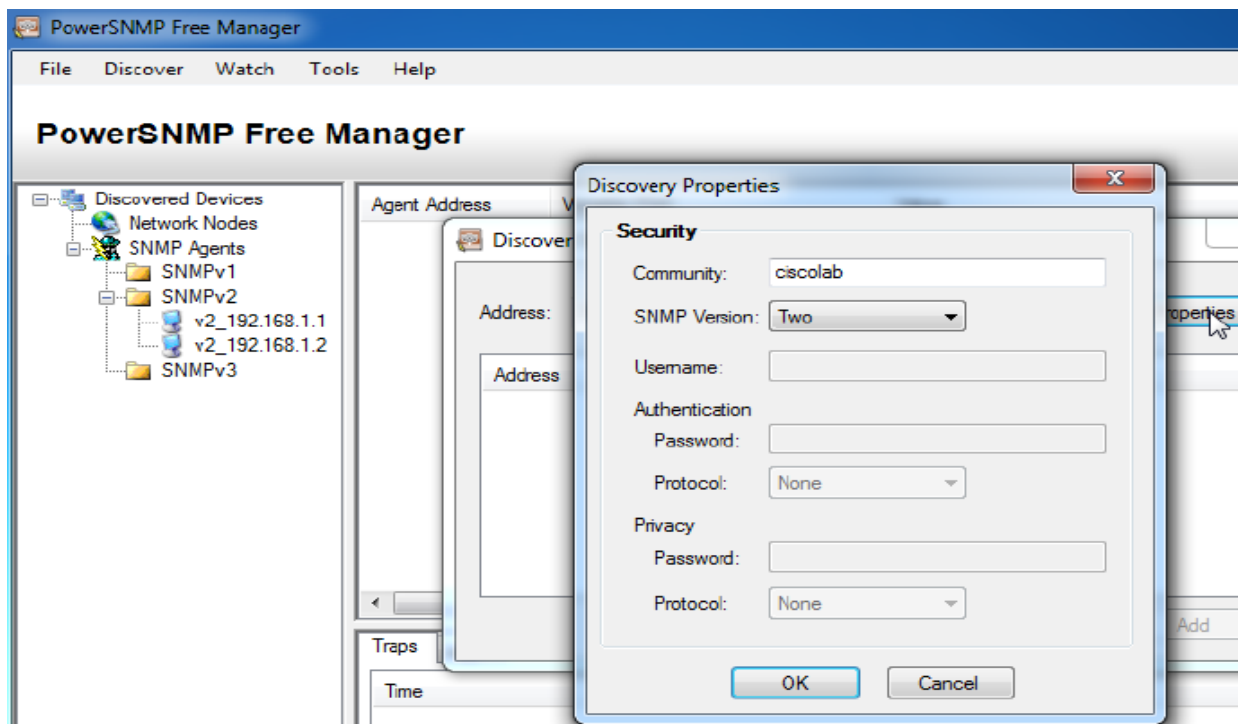 PowerSNMP Free Manager
File Discover Watch Tools Help
PowerSNMP Free Manager
Discovered Devices
Network Nodes
SNMP Agents
SNMPv1
SNMPv2
v2_192.168.1.1
v2_192.168.1.2
SNMPv3
Agent Address
Discover
Address:
roperties
Address
Add
Traps
Time
Discovery Properties
Security
Community: ciscolab
SNMP Version: Two
Username:
Authentication
Password:
Protocol: None
Privacy
Password:
Protocol: None
OK Cancel